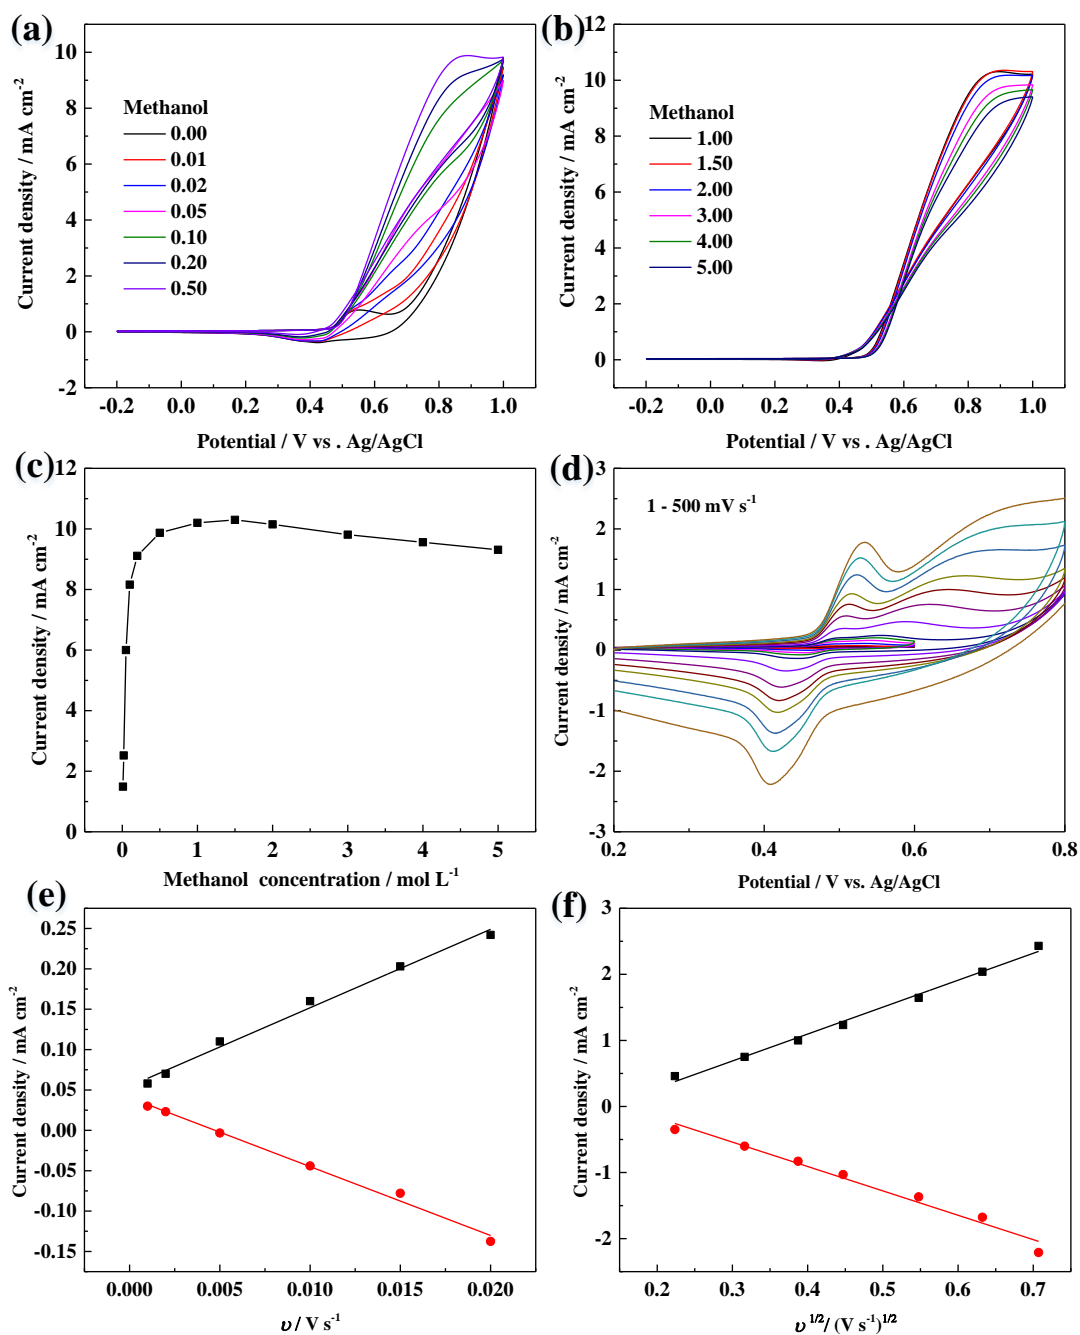 (a)
10
8
6
4
2
0
-2
Current density / mA cm-2
Methanol
0.00
0.01
0.02
0.05
0.10
0.20
0.50
-0.2 0.0 0.2 0.4 0.6 0.8 1.0
Potential / V vs . Ag/AgCl
(b)
12
10
8
6
4
2
0
Current density / mA cm-2
Methanol
1.00
1.50
2.00
3.00
4.00
5.00
-0.2 0.0 0.2 0.4 0.6 0.8 1.0
Potential / V vs . Ag/AgCl
(c)
12
10
8
6
4
2
0
Current density / mA cm-2
0 1 2 3 4 5
Methanol concentration / mol L-1
(d)
3
2
1
0
-1
-2
-3
Current density / mA cm-2
1 - 500 mV s-1
0.2 0.4 0.6 0.8
Potential / V vs. Ag/AgCl
(e)
0.25
0.20
0.15
0.10
0.05
0.00
-0.05
-0.10
-0.15
Current density / mA cm-2
0.000 0.005 0.010 0.015 0.020
υ / V s-1
(f)
3
2
1
0
-1
-2
Current density / mA cm-2
0.2 0.3 0.4 0.5 0.6 0.7
υ 1/2/ (V s-1)1/2